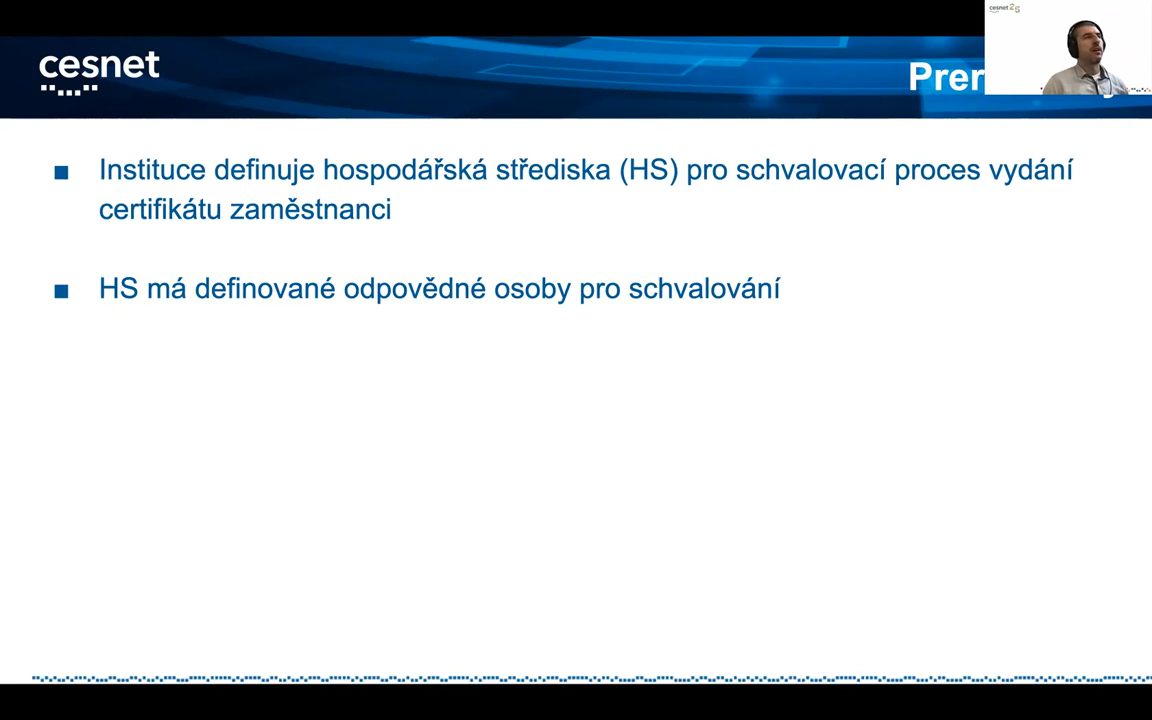 cesnet
Instituce definuje hospodářská střediska (HS) pro schvalovací proces vydání
certifikátu zaměstnanci
HS má definované odpovědné osoby pro schvalování
cesnet